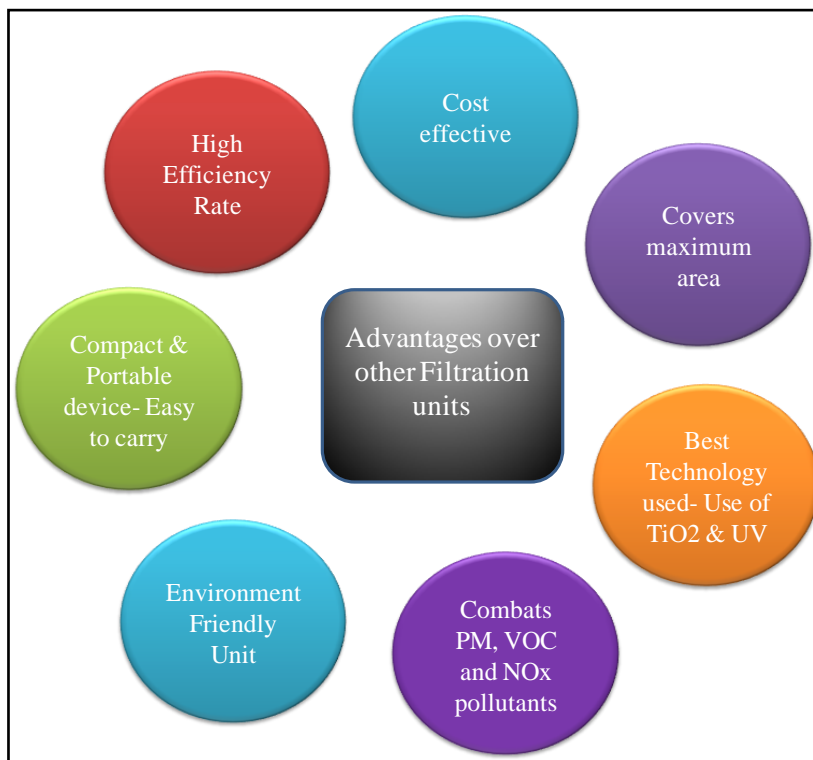 Cost
effective
High
Efficiency
Rate
Covers
maximum
area
Advantages over
other Filtration
units
Compact &
Portable
device- Easy
to carry
Best
Technology
used- Use of
TiO2 & UV
Environment
Friendly
Unit
Combats
PM, VOC
and NOx
pollutants